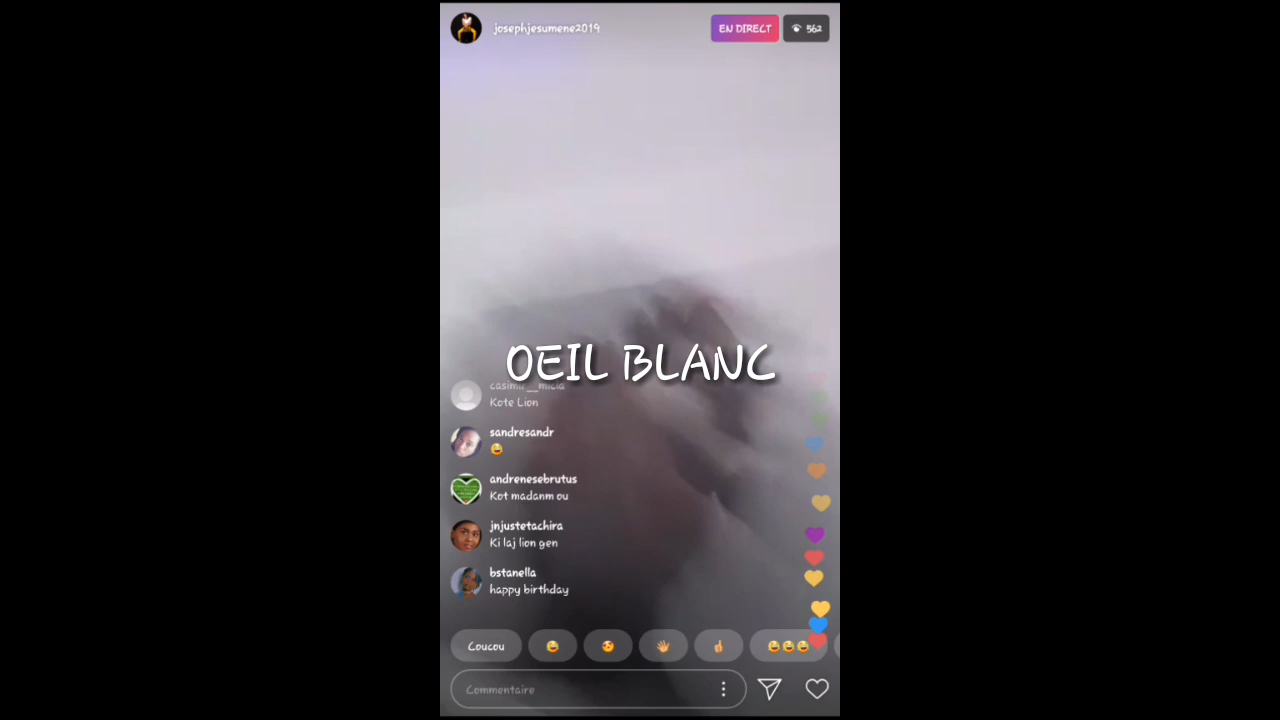 josephjesumene2019
EN DIRECT
562
OEIL BLANC
casimir__micia
Kote Lion
sandresandr
andrenesebrutus
Kot madanm ou
jnjustetachira
Ki laj lion gen
bstanella
happy birthday
Coucou
Commentaire